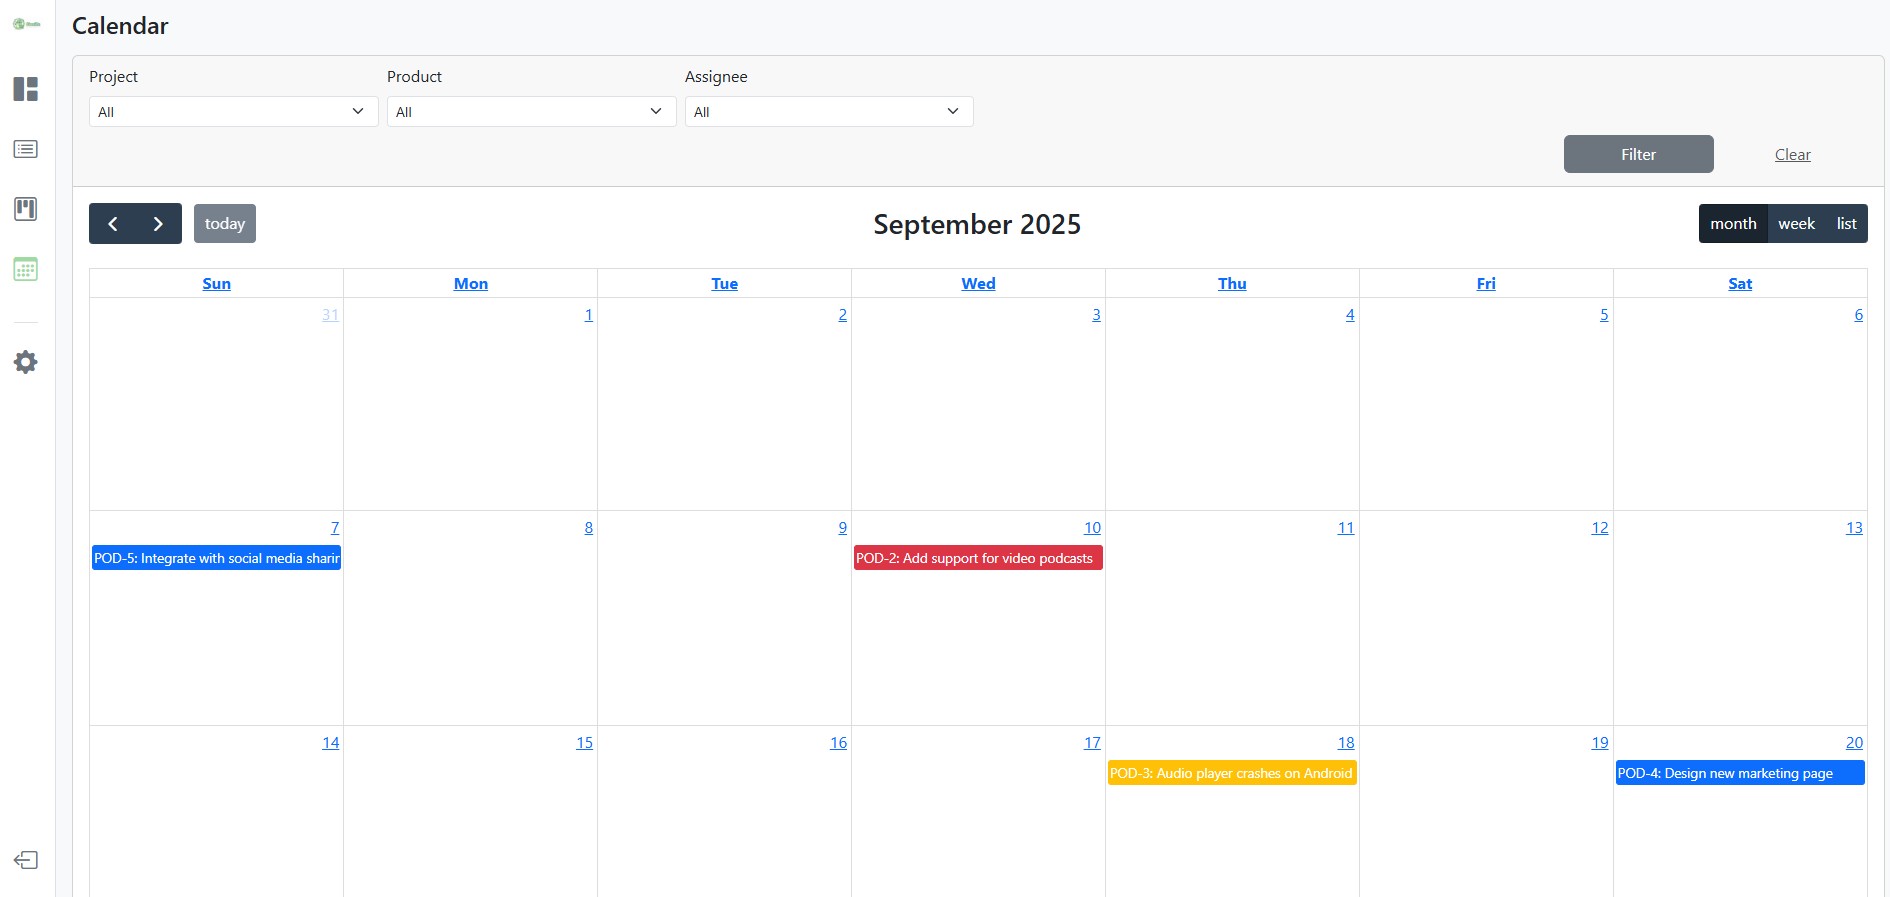 Calendar
Project Product Assignee
All All All
Filter Clear
today September 2025 month week list
Sun Mon Tue Wed Thu Fri Sat
31 1 2 3 4 5 6
7 8 9 10 11 12 13
POD-5: Integrate with social media sharir POD-2: Add support for video podcasts
14 15 16 17 18 19 20
POD-3: Audio player crashes on Android POD-4: Design new marketing page